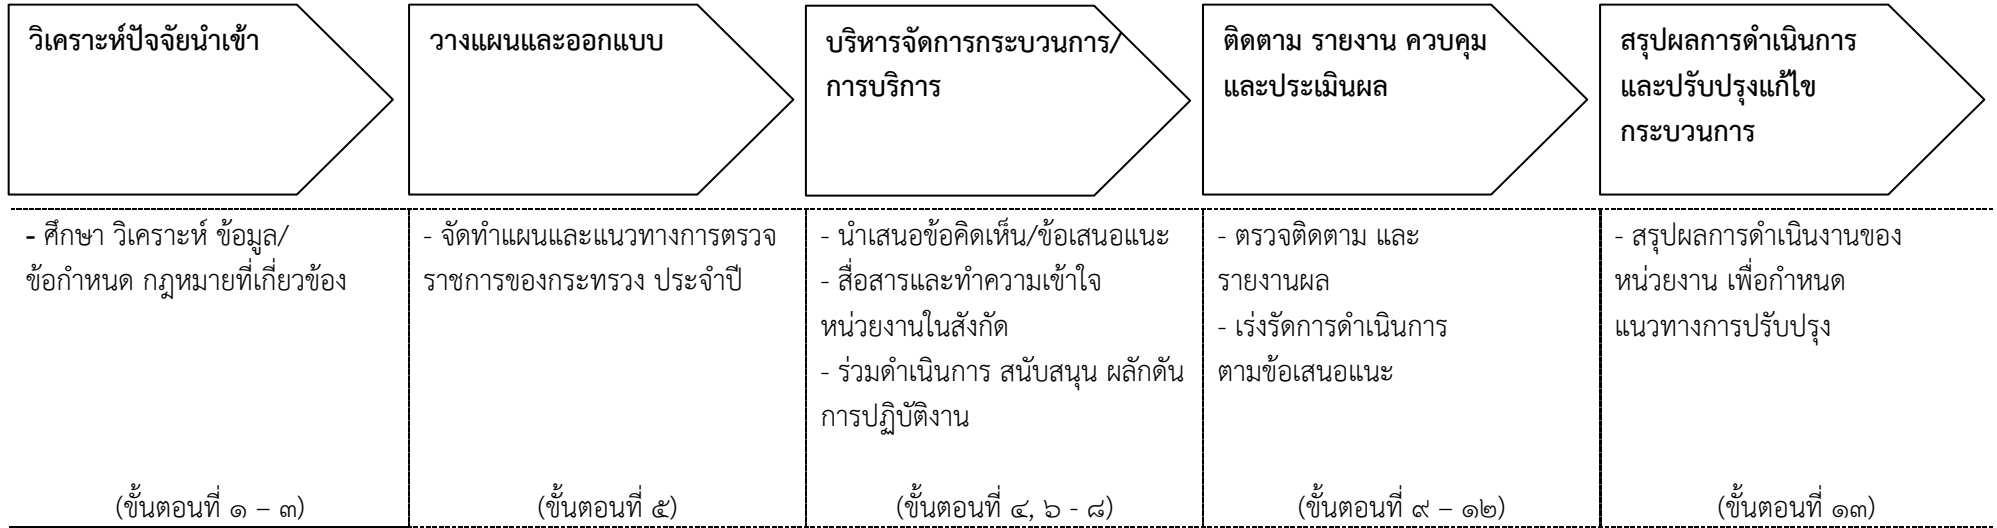 วิเคราะห์ปัจจัยนำเข้า
วางแผนและออกแบบ
บริหารจัดการกระบวนการ/
การบริการ
ติดตาม รายงาน ควบคุม
และประเมินผล
สรุปผลการดำเนินการ
และปรับปรุงแก้ไข
กระบวนการ
- ศึกษา วิเคราะห์ ข้อมูล/
ข้อกำหนด กฎหมายที่เกี่ยวข้อง
(ขั้นตอนที่ ๑ – ๓)
- จัดทำแผนและแนวทางการตรวจ
ราชการของกระทรวง ประจำปี
(ขั้นตอนที่ ๕)
- นำเสนอข้อคิดเห็น/ข้อเสนอแนะ
- สื่อสารและทำความเข้าใจ
หน่วยงานในสังกัด
- ร่วมดำเนินการ สนับสนุน ผลักดัน
การปฏิบัติงาน
(ขั้นตอนที่ ๔, ๖ - ๘)
- ตรวจติดตาม และ
รายงานผล
- เร่งรัดการดำเนินการ
ตามข้อเสนอแนะ
(ขั้นตอนที่ ๙ – ๑๒)
- สรุปผลการดำเนินงานของ
หน่วยงาน เพื่อกำหนด
แนวทางการปรับปรุง
(ขั้นตอนที่ ๑๓)